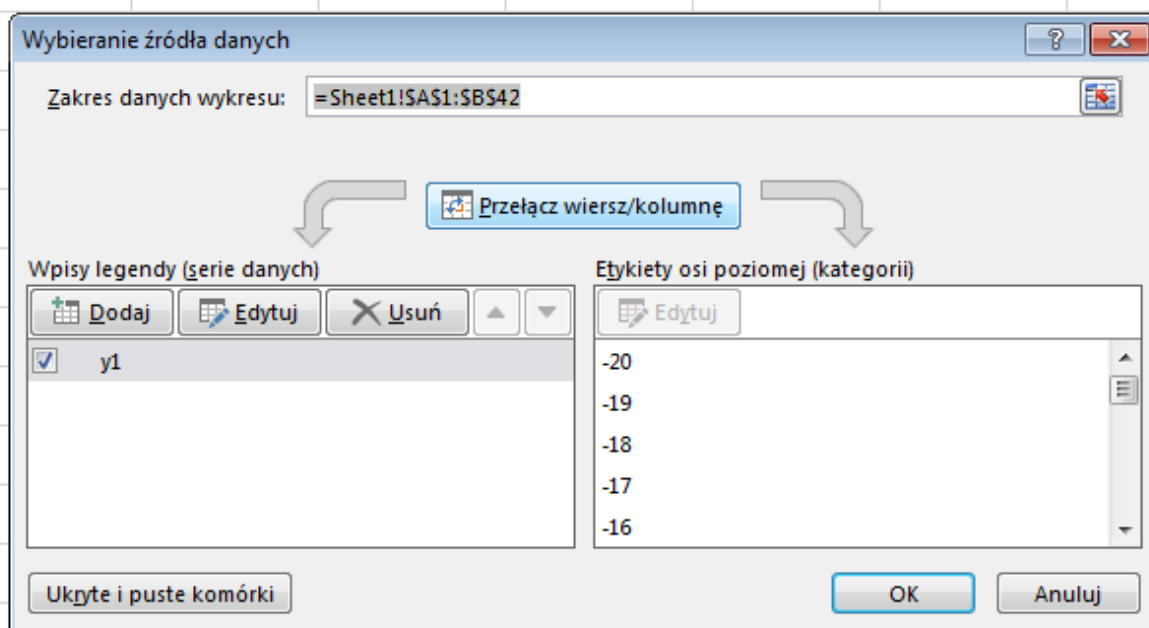 Wybieranie źródła danych
Zakres danych wykresu: =Sheet1!$A$1:$B$42
Przełącz wiersz/kolumnę
Wpisy legendy (serie danych)
Dodaj Edytuj Usuń
y1
Etykiety osi poziomej (kategorii)
Edytuj
-20
-19
-18
-17
-16
Ukryte i puste komórki
OK Anuluj